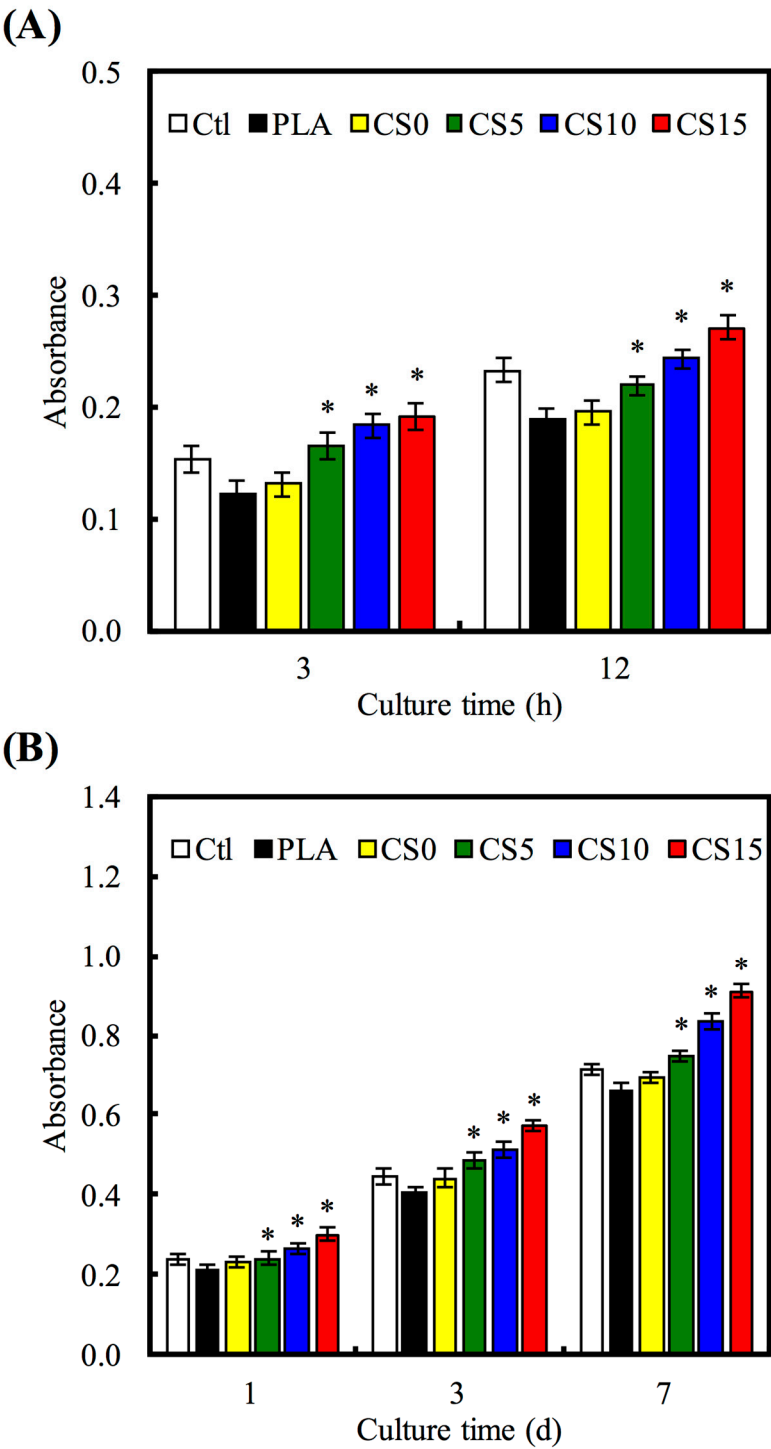 (A)
0.5
Ctl PLA CS0 CS5 CS10 CS15
0.4
0.3
0.2
0.1
0.0
Absorbance
* * * * * *
3 12
Culture time (h)
(B)
1.4
Ctl PLA CS0 CS5 CS10 CS15
1.2
1.0
0.8
0.6
0.4
0.2
0.0
Absorbance
* * * * * * * * *
1 3 7
Culture time (d)